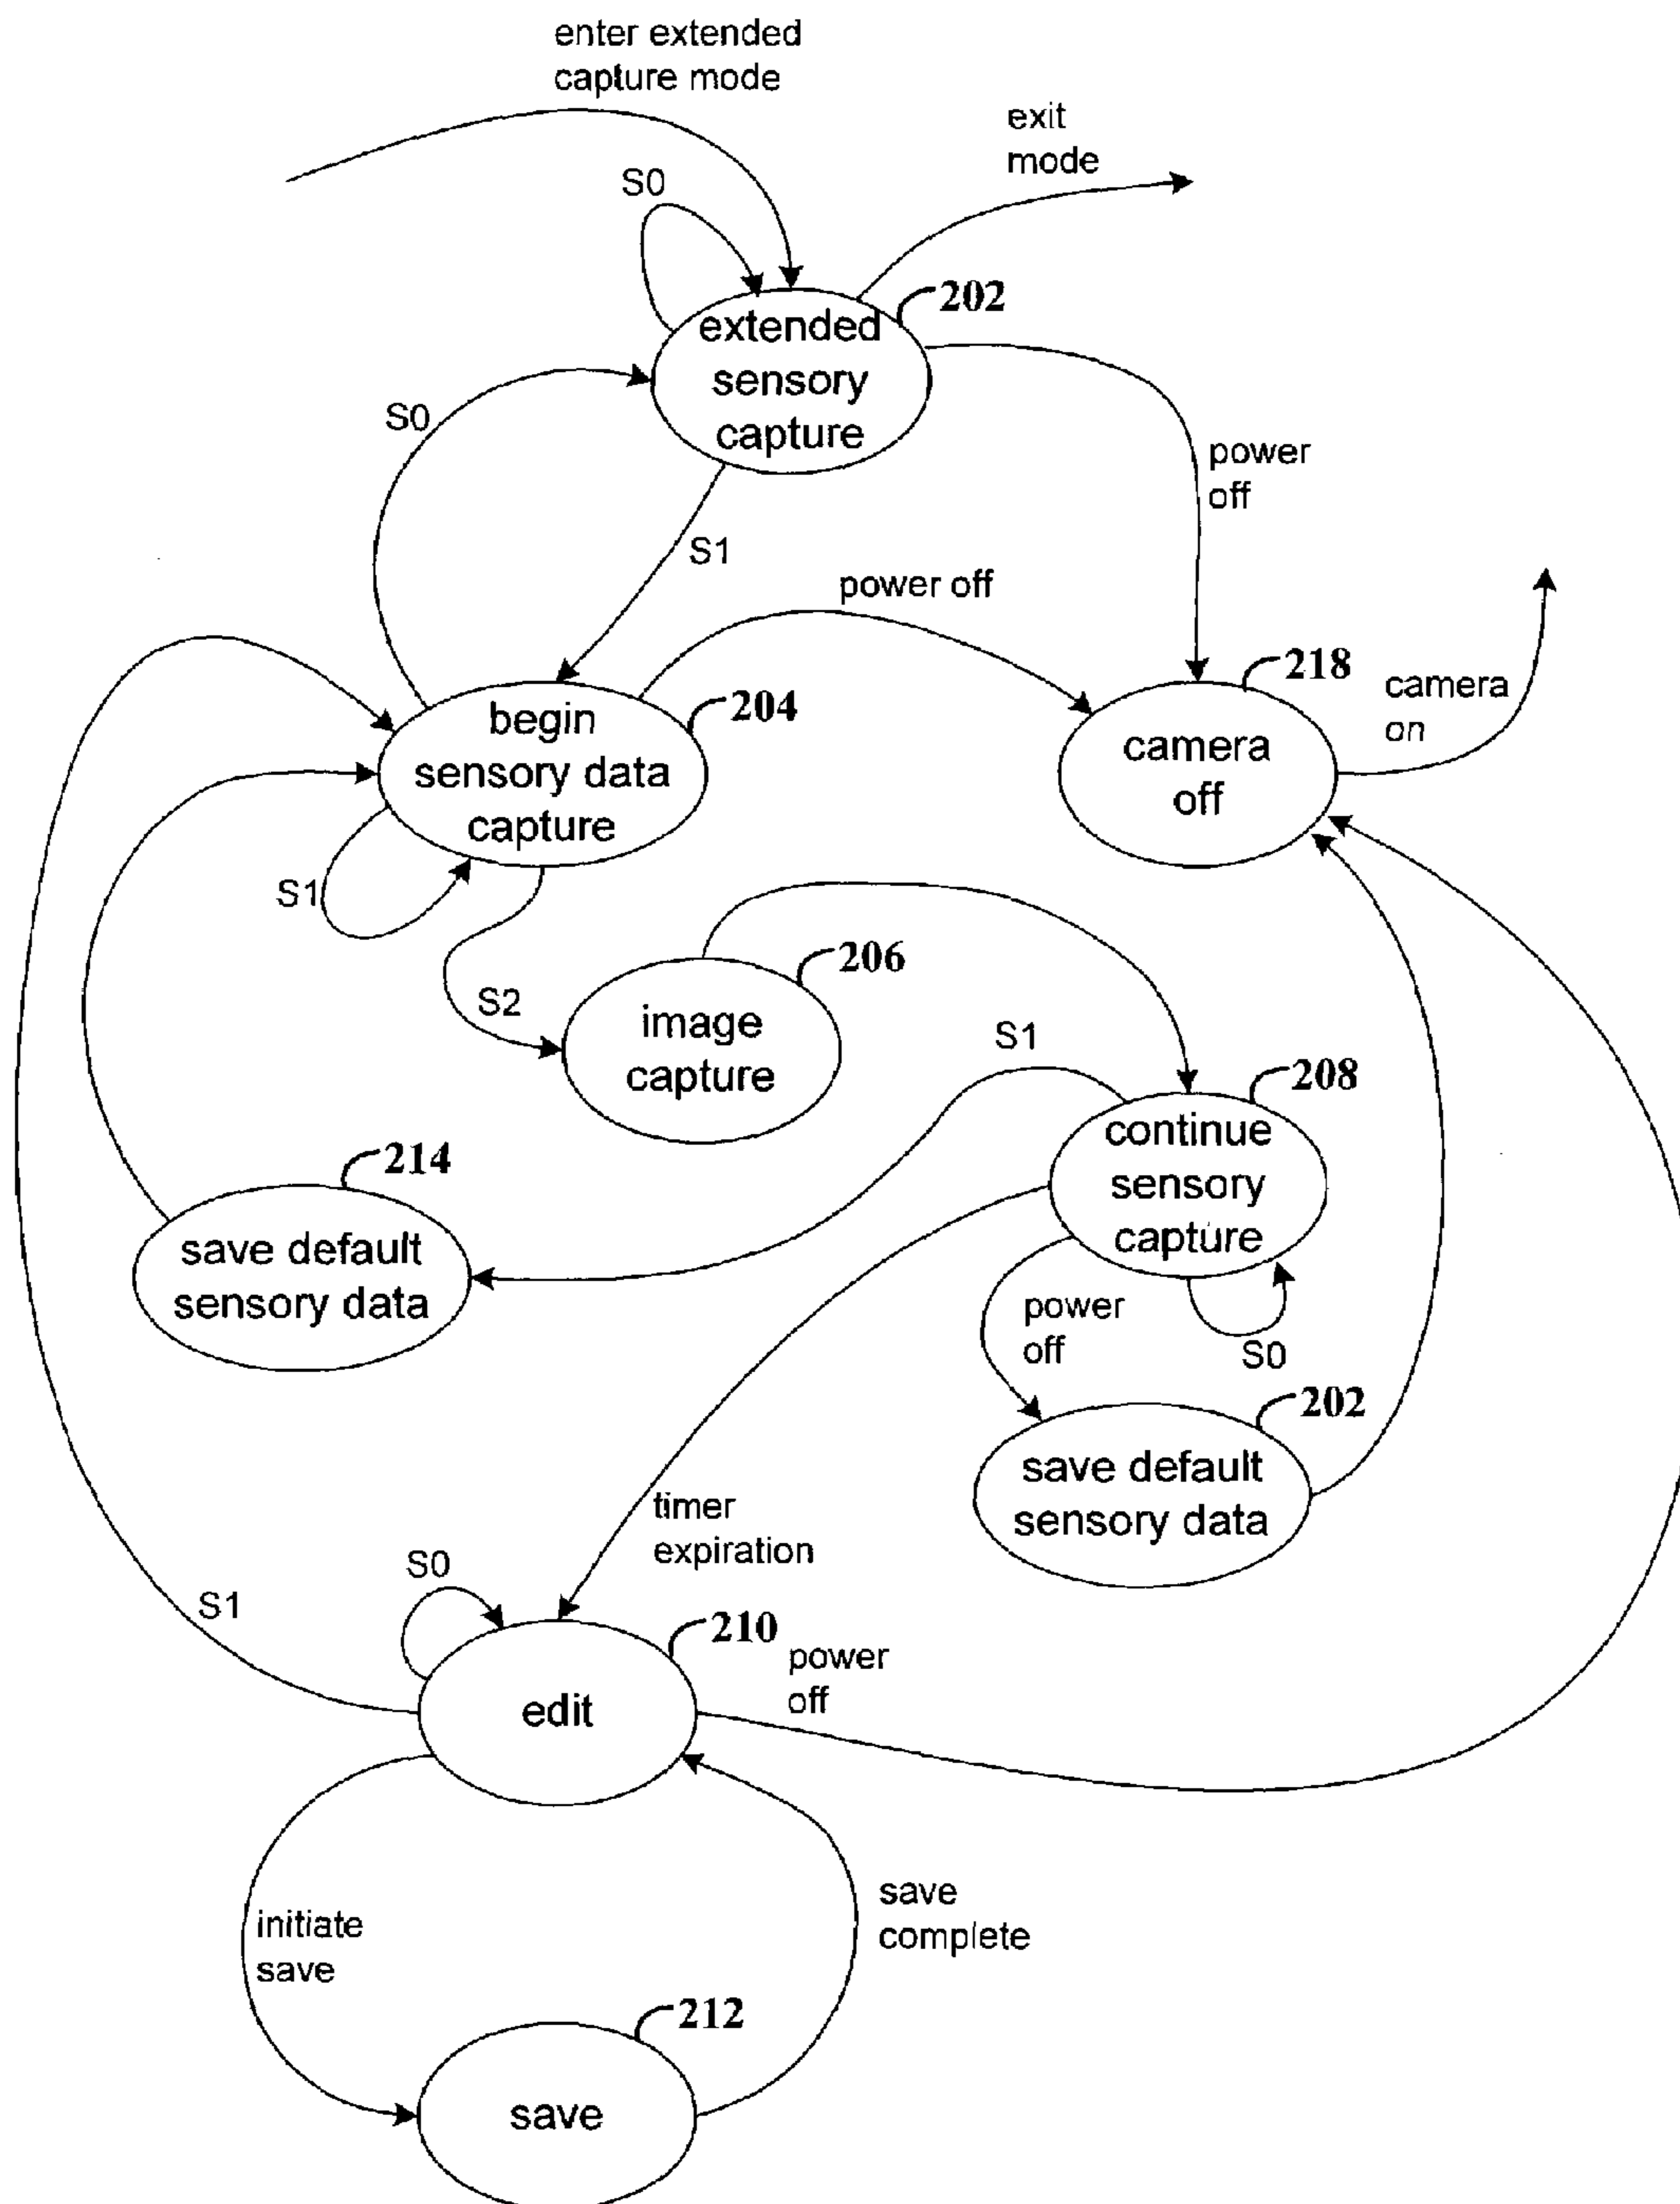 enter extended
capture mode
exit
mode
S0
202
extended
sensory
capture
S0
power
off
S1
power off
218
camera
on
204
begin
sensory data
capture
camera
off
S1
206
S2
image
capture
S1
208
continue
sensory
capture
214
save default
sensory data
power
off
S0
202
save default
sensory data
timer
expiration
S0
S1
210
power
off
edit
save
complete
initiate
save
212
save